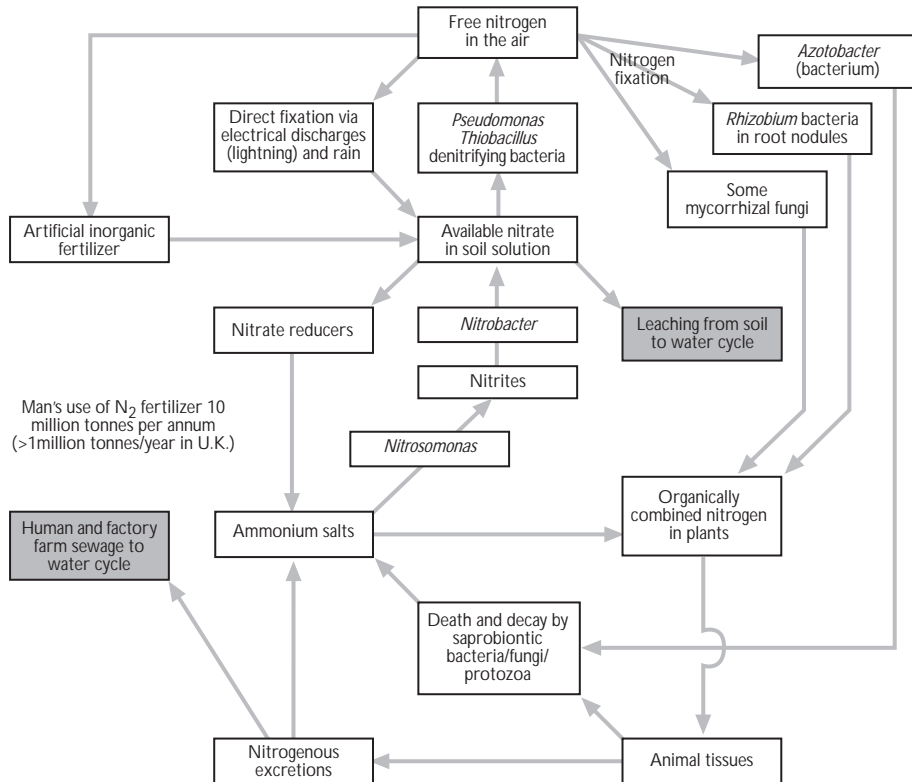 Free nitrogen
in the air
Azotobacter
(bacterium)
Nitrogen
fixation
Direct fixation via
electrical discharges
(lightning) and rain
Pseudomonas
Thiobacillus
denitrifying bacteria
Rhizobium bacteria
in root nodules
Some
mycorrhizal fungi
Artificial inorganic
fertilizer
Available nitrate
in soil solution
Nitrate reducers
Nitrobacter
Leaching from soil
to water cycle
Nitrites
Man's use of N2 fertilizer 10
million tonnes per annum
(>1million tonnes/year in U.K.)
Nitrosomonas
Human and factory
farm sewage to
water cycle
Ammonium salts
Organically
combined nitrogen
in plants
Death and decay by
saprobiontic
bacteria/fungi/
protozoa
Nitrogenous
excretions
Animal tissues